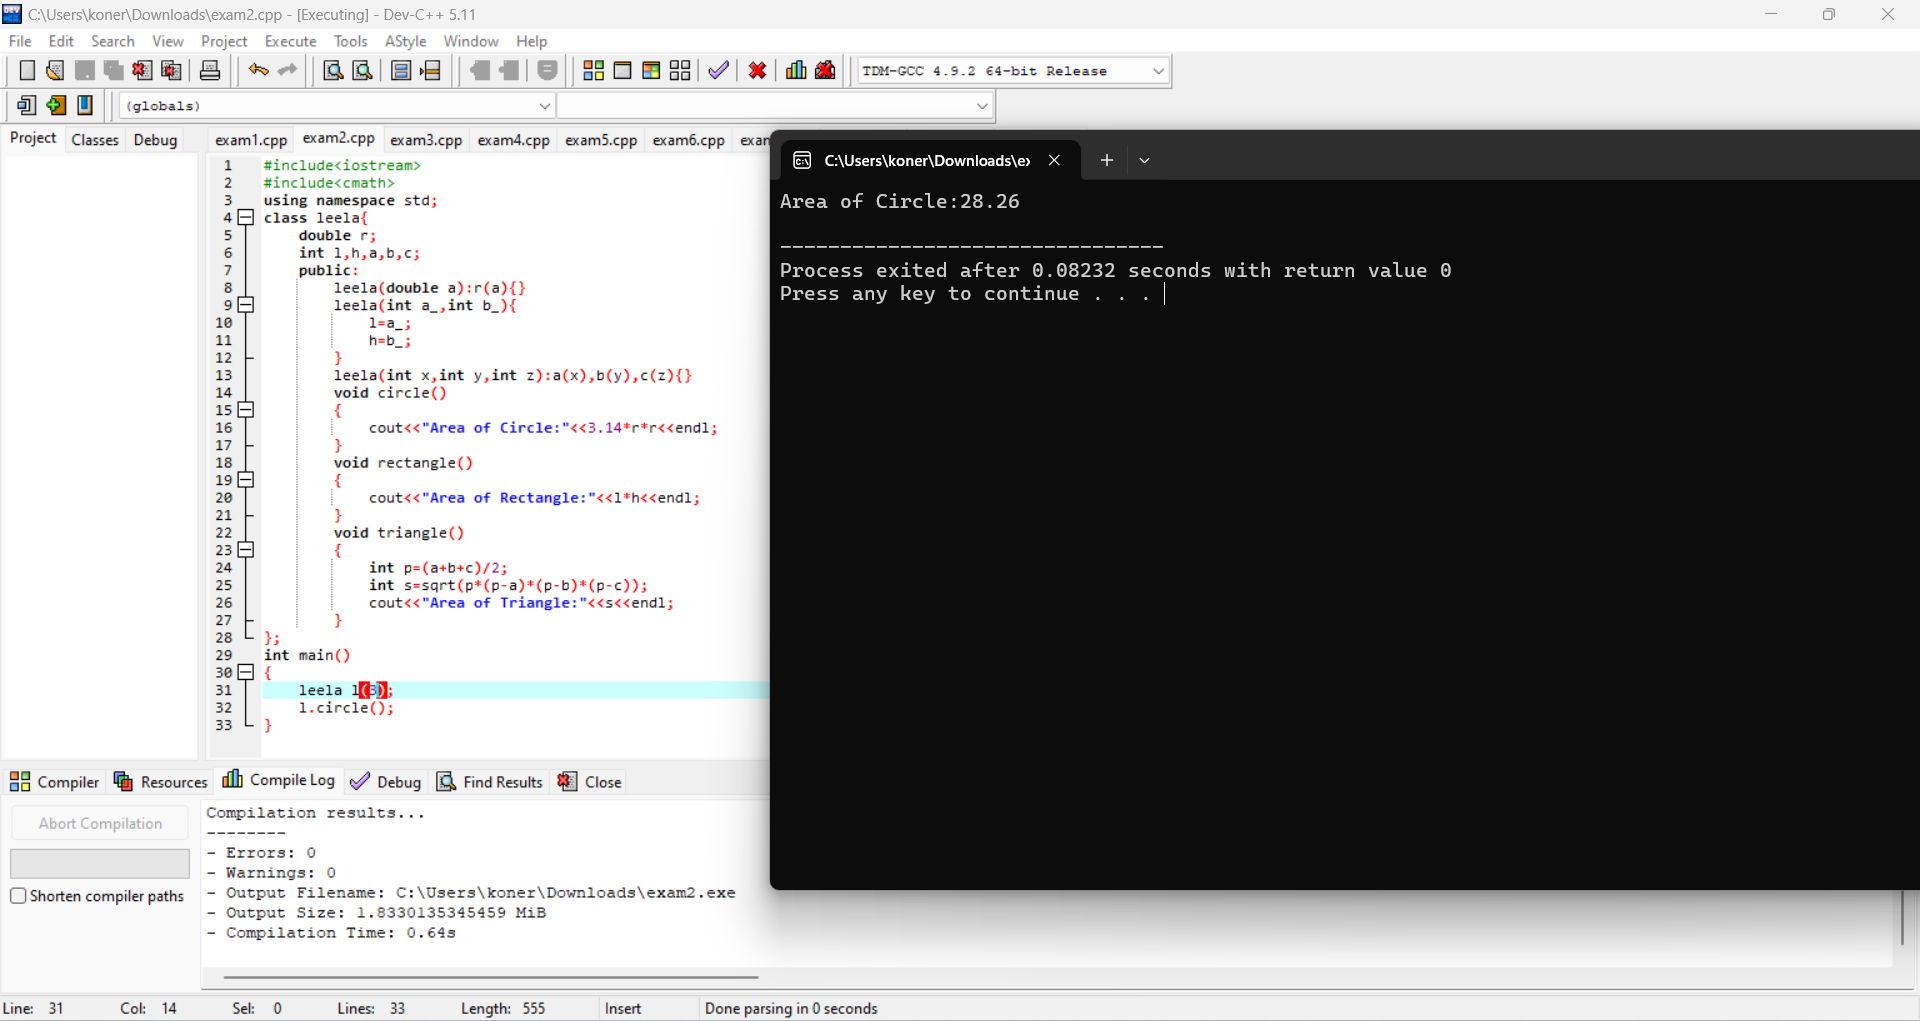 C:\Users\koner\Downloads\exam2.cpp - [Executing] - Dev-C++ 5.11
File Edit Search View Project Execute Tools AStyle Window Help
TDM-GCC 4.9.2 64-bit Release
(globals)
Project Classes Debug
exam1.cpp exam2.cpp exam3.cpp exam4.cpp exam5.cpp exam6.cpp exam
1 #include<iostream>
2 #include<cmath>
3 using namespace std;
4 class leela{
5 double r;
6 int l,h,a,b,c;
7 public:
8 leela(double a):r(a){}
9 leela(int a_,int b_){
10 l=a_;
11 h=b_;
12 }
13 leela(int x,int y,int z):a(x),b(y),c(z){}
14 void circle()
15 {
16 cout<<"Area of Circle:"<<3.14*r*r<<endl;
17 }
18 void rectangle()
19 {
20 cout<<"Area of Rectangle:"<<l*h<<endl;
21 }
22 void triangle()
23 {
24 int p=(a+b+c)/2;
25 int s=sqrt(p*(p-a)*(p-b)*(p-c));
26 cout<<"Area of Triangle:"<<s<<endl;
27 }
28 };
29 int main()
30 {
31 leela l(3);
32 l.circle();
33 }
C:\Users\koner\Downloads\ex
Area of Circle:28.26
--------------------------------
Process exited after 0.08232 seconds with return value 0
Press any key to continue . . .
Compiler Resources Compile Log Debug Find Results Close
Abort Compilation
Shorten compiler paths
Compilation results...
--------
- Errors: 0
- Warnings: 0
- Output Filename: C:\Users\koner\Downloads\exam2.exe
- Output Size: 1.8330135345459 MiB
- Compilation Time: 0.64s
Line: 31 Col: 14 Sel: 0 Lines: 33 Length: 555 Insert Done parsing in 0 seconds